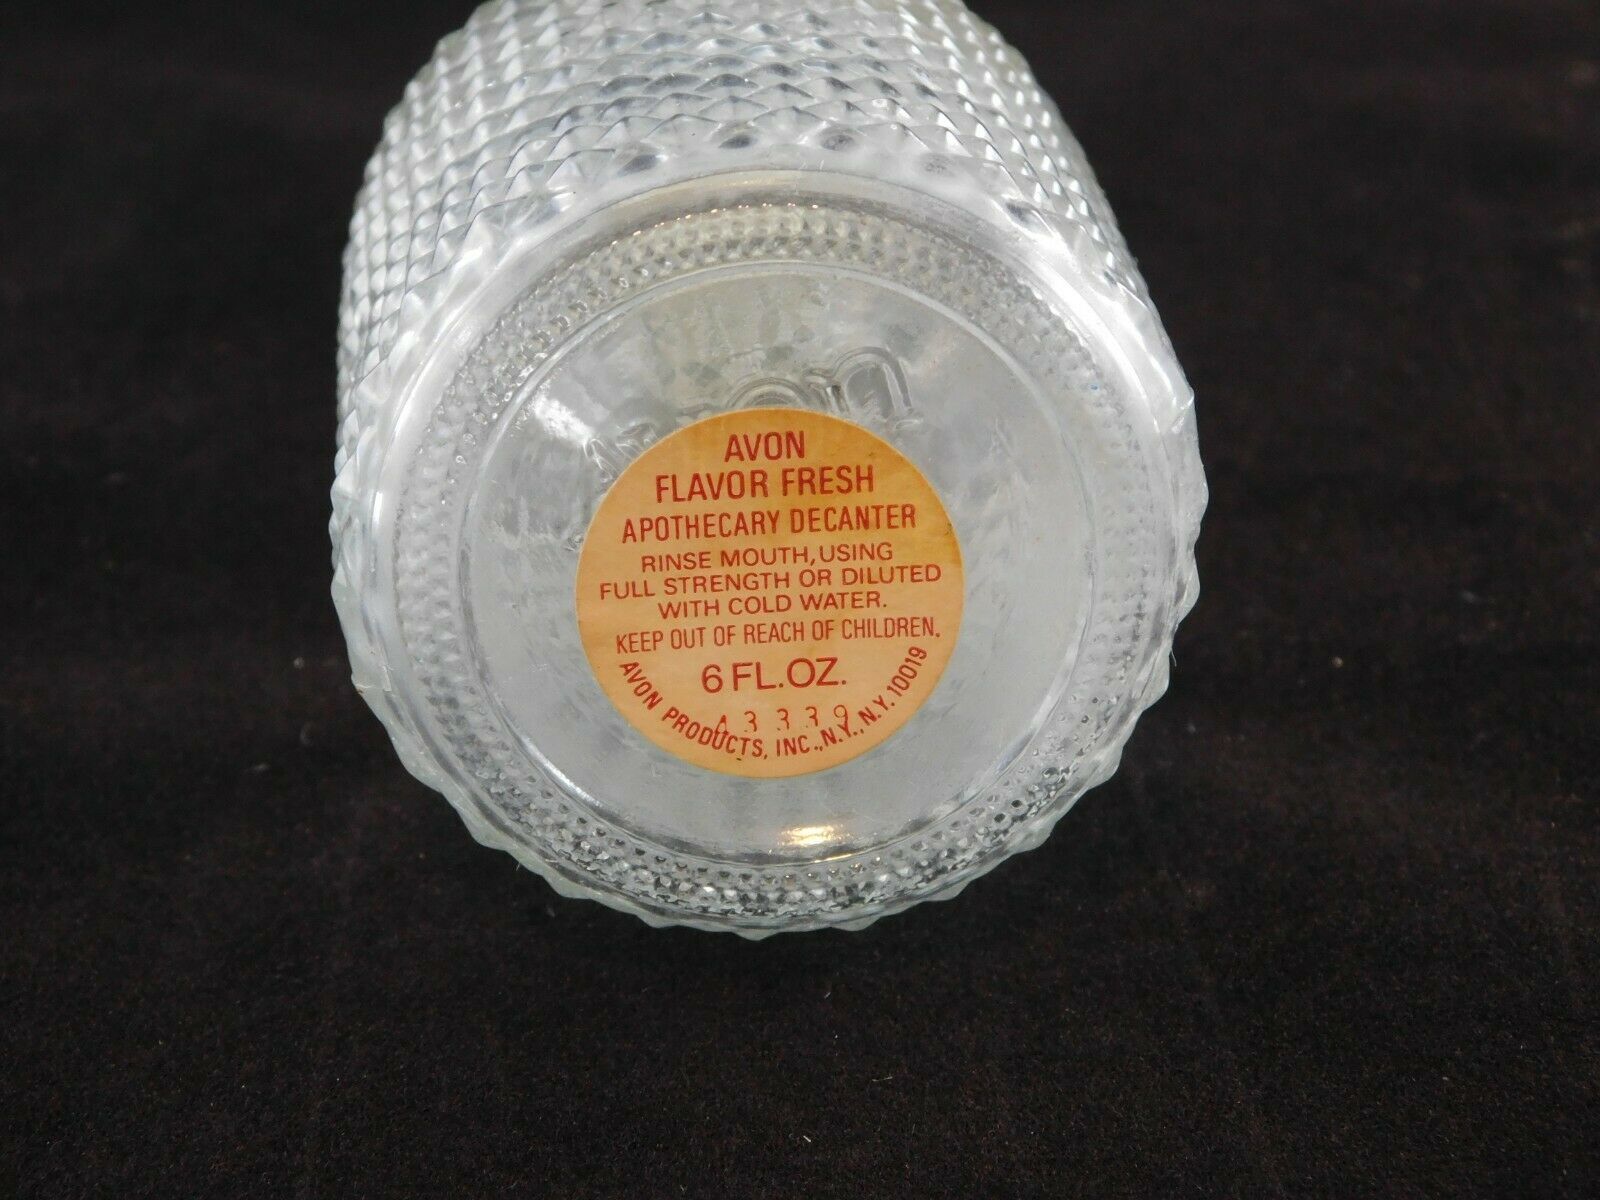 AVON
FLAVOR FRESH
APOTHECARY DECANTER
RINSE MOUTH, USING
FULL STRENGTH OR DILUTED
WITH COLD WATER.
KEEP OUT OF REACH OF CHILDREN.
6 FL.OZ.
A3339
AVON PRODUCTS, INC., N.Y., N.Y. 10019